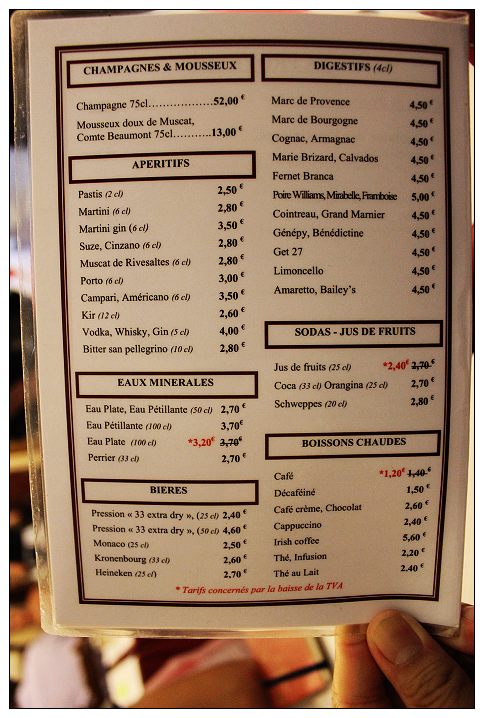 CHAMPAGNES & MOUSSEUX
Champagne 75cl………………52,00 €
Mousseux doux de Muscat,
Comte Beaumont 75cl………..13,00 €
APERITIFS
Pastis (2 cl) 2,50 €
Martini (6 cl) 2,80 €
Martini gin (6 cl) 3,50 €
Suze, Cinzano (6 cl) 2,80 €
Muscat de Rivesaltes (6 cl) 2,80 €
Porto (6 cl) 3,00 €
Campari, Américano (6 cl) 3,50 €
Kir (12 cl) 2,60 €
Vodka, Whisky, Gin (5 cl) 4,00 €
Bitter san pellegrino (10 cl) 2,80 €
EAUX MINERALES
Eau Plate, Eau Pétillante (50 cl) 2,70 €
Eau Pétillante (100 cl) 3,70€
Eau Plate (100 cl) *3,20€ 3,70€
Perrier (33 cl) 2,70 €
BIERES
Pression « 33 extra dry », (25 cl) 2,40 €
Pression « 33 extra dry », (50 cl) 4,60 €
Monaco (25 cl) 2,50 €
Kronenbourg (33 cl) 2,60 €
Heineken (25 cl) 2,70 €
DIGESTIFS (4cl)
Marc de Provence 4,50 €
Marc de Bourgogne 4,50 €
Cognac, Armagnac 4,50 €
Marie Brizard, Calvados 4,50 €
Fernet Branca 4,50 €
Poire Williams, Mirabelle, Framboise 5,00 €
Cointreau, Grand Marnier 4,50 €
Génépy, Bénédictine 4,50 €
Get 27 4,50 €
Limoncello 4,50 €
Amaretto, Bailey's 4,50 €
SODAS - JUS DE FRUITS
Jus de fruits (25 cl) *2,40€ 2,70 €
Coca (33 cl) Orangina (25 cl) 2,70 €
Schweppes (20 cl) 2,80 €
BOISSONS CHAUDES
Café *1,20€ 1,40 €
Décaféiné 1,50 €
Café crème, Chocolat 2,60 €
Cappuccino 2,40 €
Irish coffee 5,60 €
Thé, Infusion 2,20 €
Thé au Lait 2,40 €
* Tarifs concernés par la baisse de la TVA